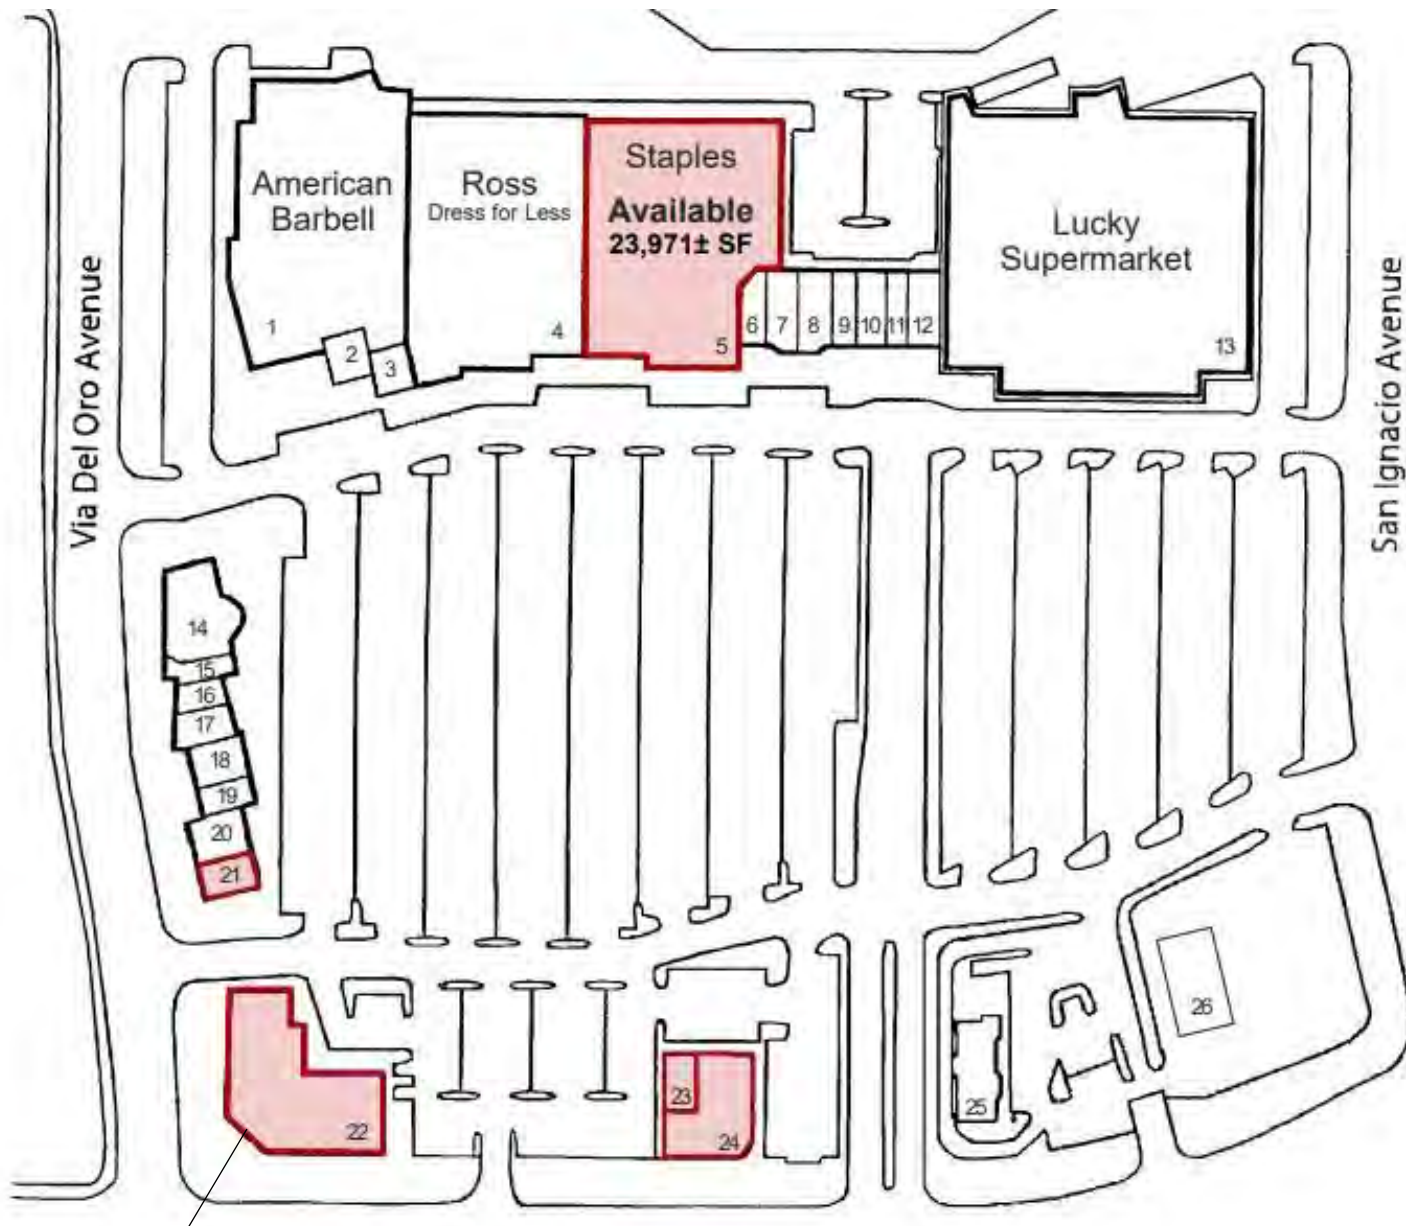 American
Barbell
Ross
Dress for Less
Staples
Available
23,971± SF
Lucky
Supermarket
1
2
3
4
5
6
7
8
9
10
11
12
13
Via Del Oro Avenue
San Ignacio Avenue
14
15
16
17
18
19
20
21
22
23
24
25
26